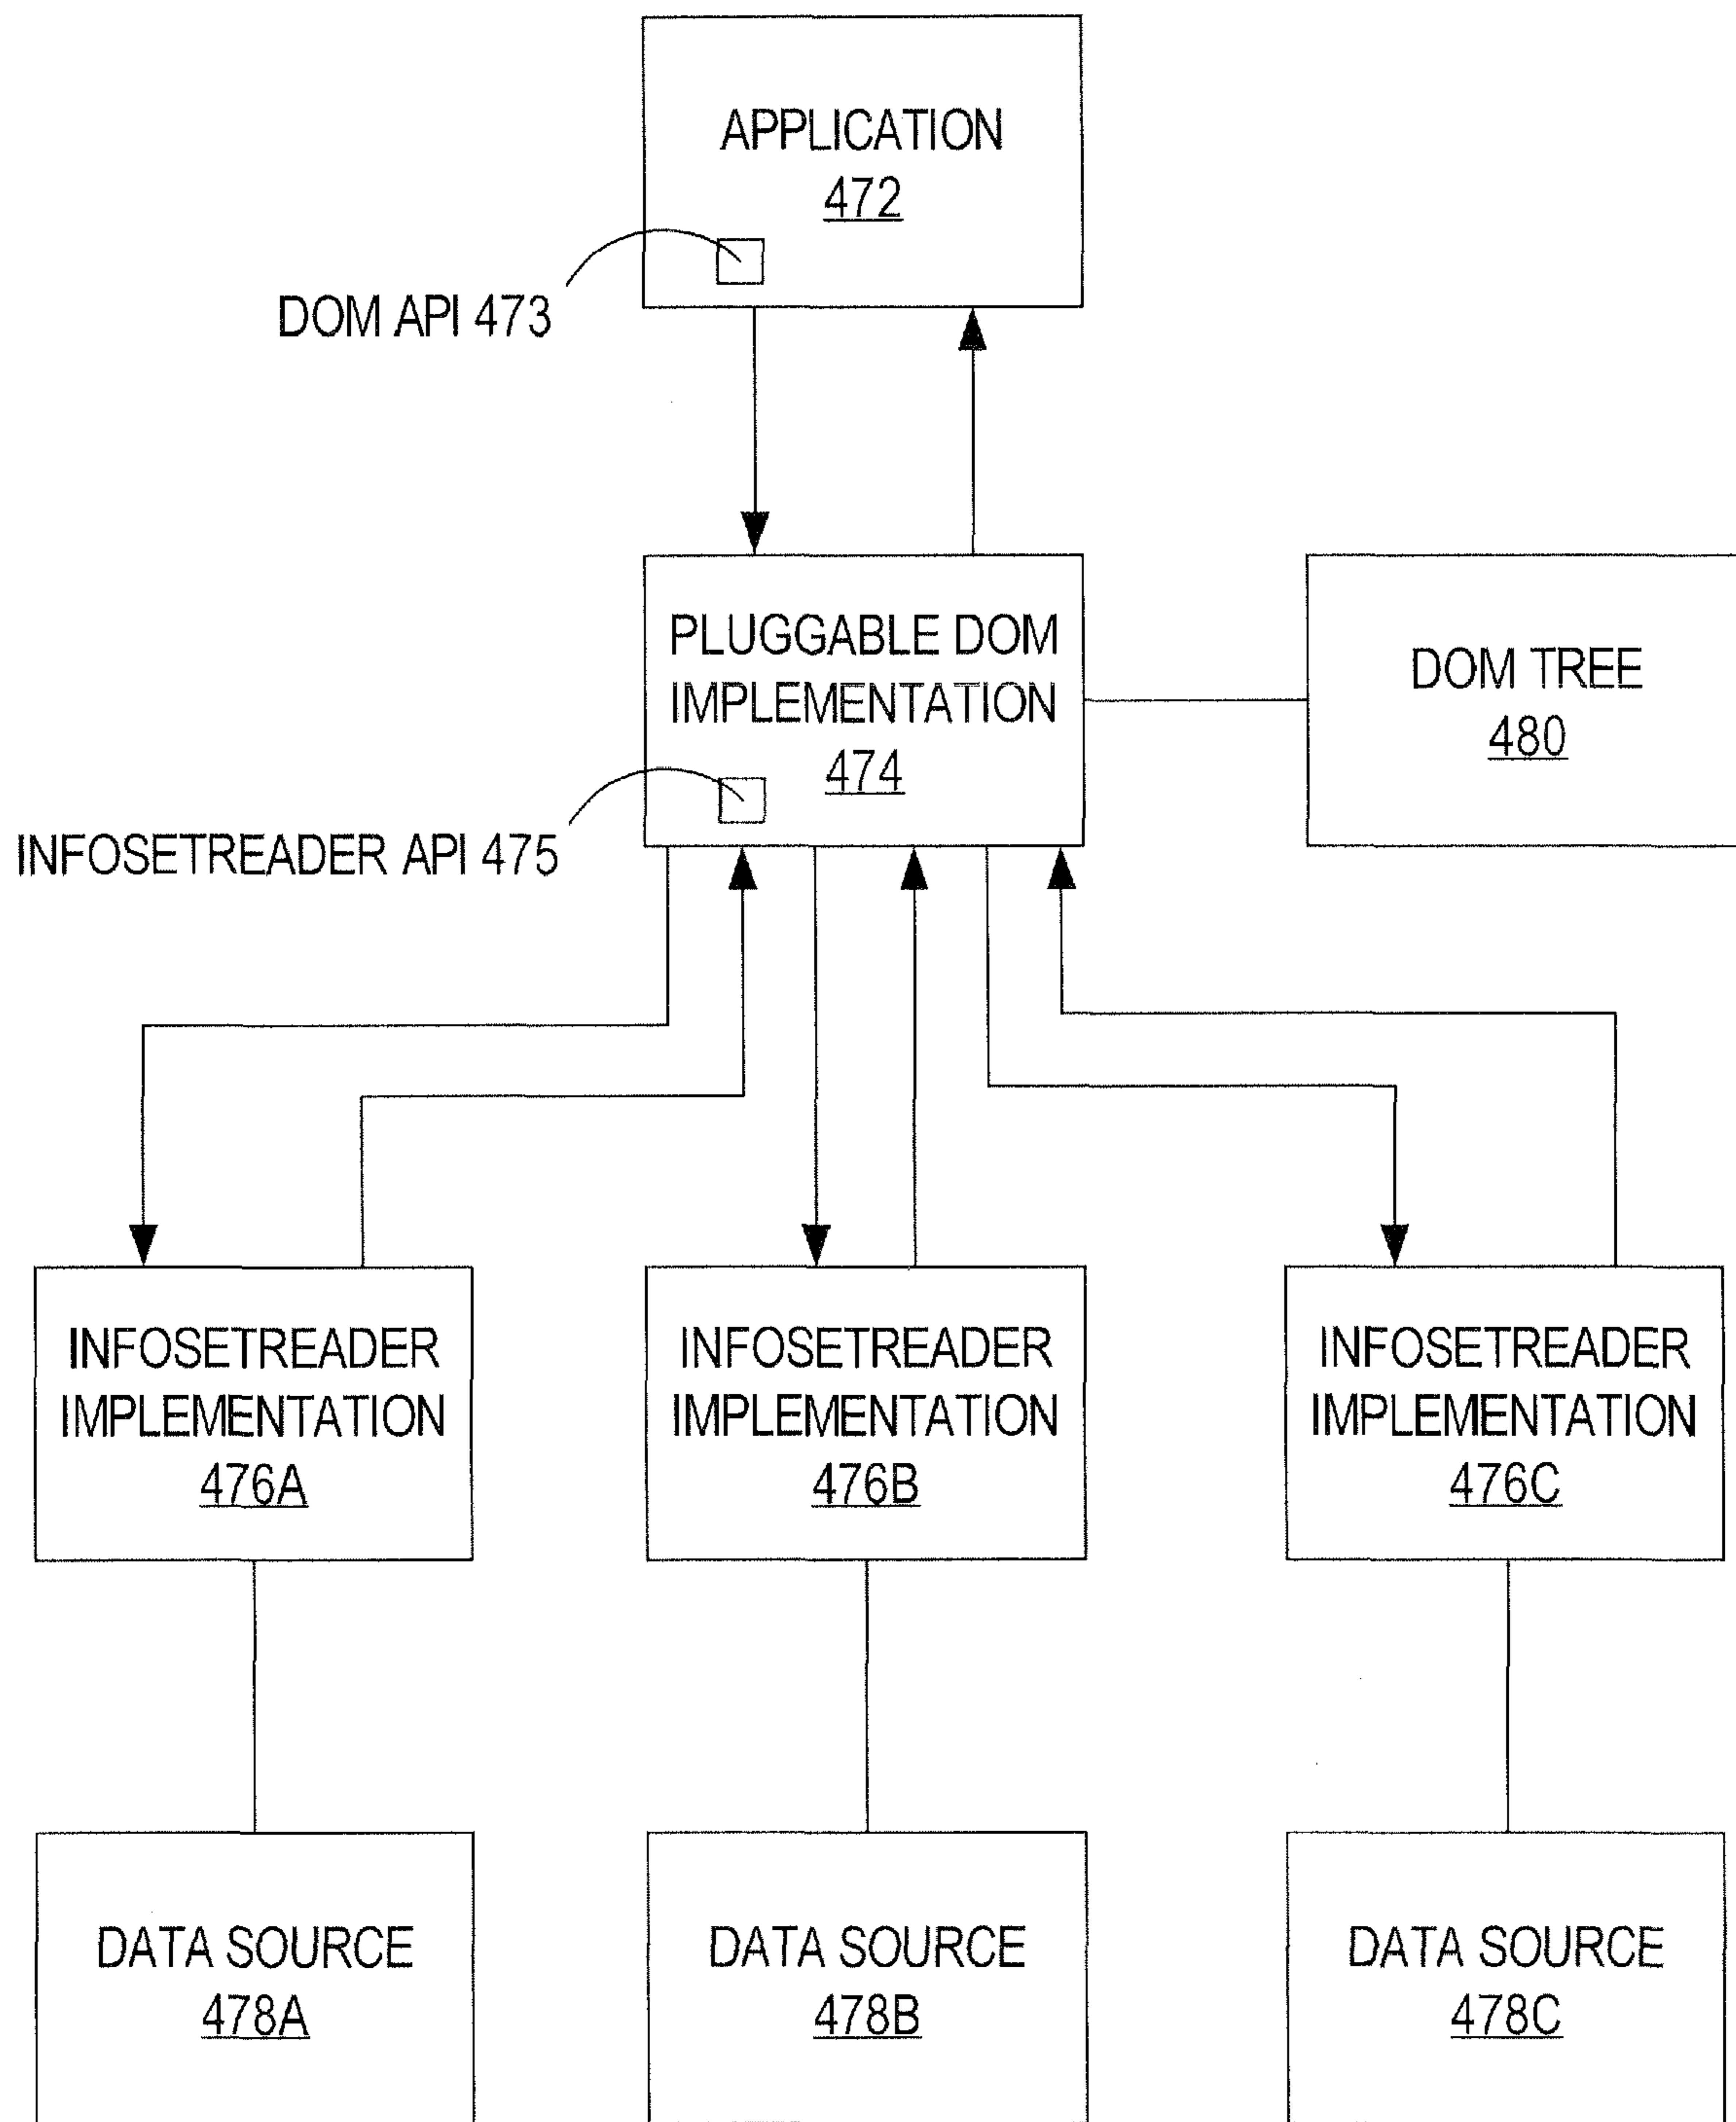 APPLICATION
472
DOM API 473
PLUGGABLE DOM
IMPLEMENTATION
474
DOM TREE
480
INFOSETREADER API 475
INFOSETREADER
IMPLEMENTATION
476A
INFOSETREADER
IMPLEMENTATION
476B
INFOSETREADER
IMPLEMENTATION
476C
DATA SOURCE
478A
DATA SOURCE
478B
DATA SOURCE
478C